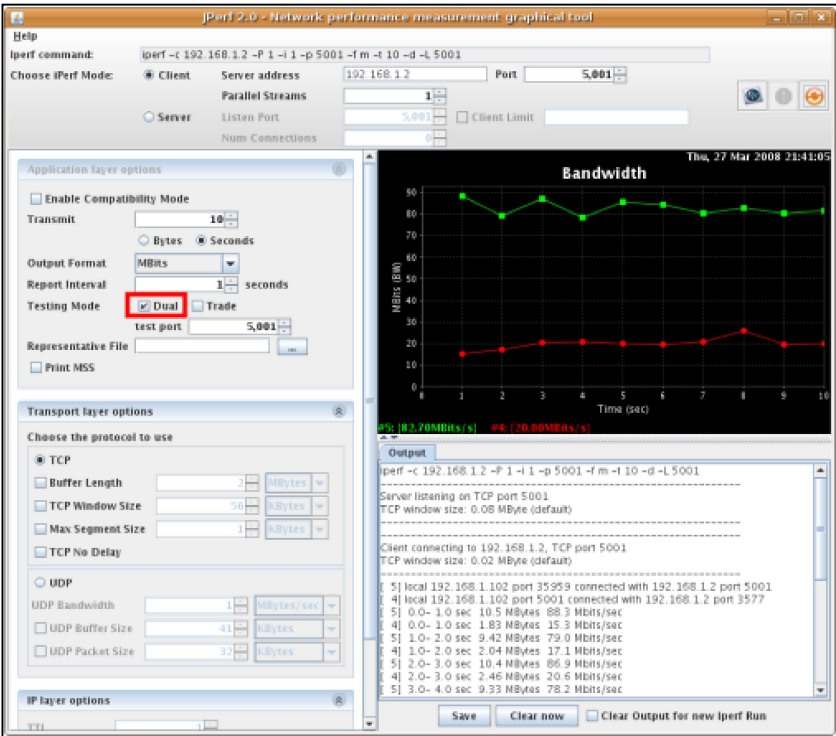 JPerf 2.0 - Network performance measurement graphical tool
Help
Iperf command: iperf -c 192.168.1.2 -P 1 -i 1 -p 5001 -f m -t 10 -d -L 5001
Choose iPerf Mode: Client Server address 192.168.1.2 Port 5,001
Parallel Streams 1
Server Listen Port 5,001 Client Limit
Num Connections 0
Application layer options
Enable Compatibility Mode
Transmit 10
Bytes Seconds
Output Format MBits
Report Interval 1 seconds
Testing Mode Dual Trade
test port 5,001
Representative File ...
Print MSS
Transport layer options
Choose the protocol to use
TCP
Buffer Length 2 MBytes
TCP Window Size 56 KBytes
Max Segment Size 1 KBytes
TCP No Delay
UDP
UDP Bandwidth 1 MBytes/sec
UDP Buffer Size 41 KBytes
UDP Packet Size 32 KBytes
IP layer options
TTL 1
Thu, 27 Mar 2008 21:41:05
Bandwidth
MBits (BW)
90
80
70
60
50
40
30
20
10
0
0 1 2 3 4 5 6 7 8 9 10
Time (sec)
#5: [82.70MBits/s] #4: [20.00MBits/s]
Output
iperf -c 192.168.1.2 -P 1 -i 1 -p 5001 -f m -t 10 -d -L 5001
------------------------------------------------------------
Server listening on TCP port 5001
TCP window size: 0.08 MByte (default)
------------------------------------------------------------
------------------------------------------------------------
Client connecting to 192.168.1.2, TCP port 5001
TCP window size: 0.02 MByte (default)
------------------------------------------------------------
[ 5] local 192.168.1.102 port 35959 connected with 192.168.1.2 port 5001
[ 4] local 192.168.1.102 port 5001 connected with 192.168.1.2 port 3577
[ 5] 0.0- 1.0 sec 10.5 MBytes 88.3 Mbits/sec
[ 4] 0.0- 1.0 sec 1.83 MBytes 15.3 Mbits/sec
[ 5] 1.0- 2.0 sec 9.42 MBytes 79.0 Mbits/sec
[ 4] 1.0- 2.0 sec 2.04 MBytes 17.1 Mbits/sec
[ 5] 2.0- 3.0 sec 10.4 MBytes 86.9 Mbits/sec
[ 4] 2.0- 3.0 sec 2.46 MBytes 20.6 Mbits/sec
[ 5] 3.0- 4.0 sec 9.33 MBytes 78.2 Mbits/sec
Save Clear now Clear Output for new Iperf Run